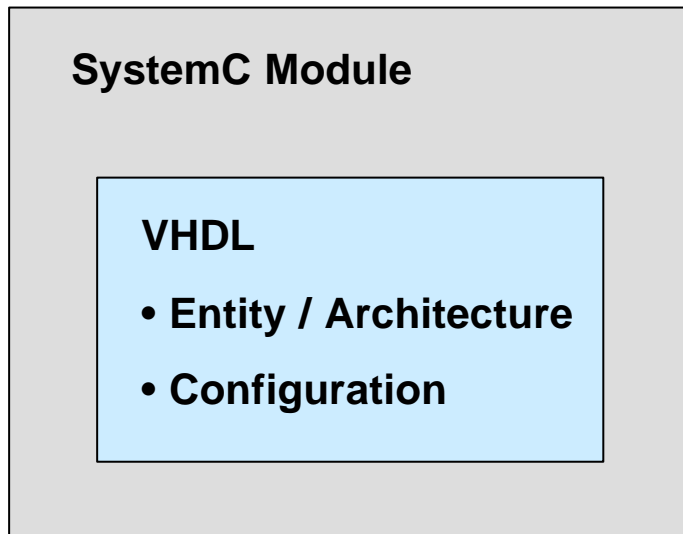 SystemC Module
VHDL
• Entity / Architecture
• Configuration